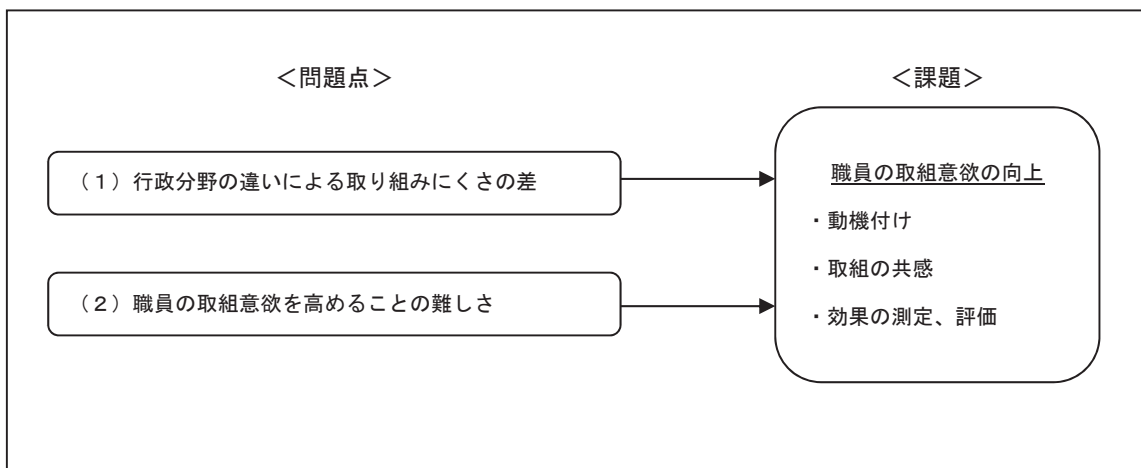 ＜問題点＞
＜課題＞
（１）行政分野の違いによる取り組みにくさの差
（２）職員の取組意欲を高めることの難しさ
職員の取組意欲の向上
・動機付け
・取組の共感
・効果の測定、評価